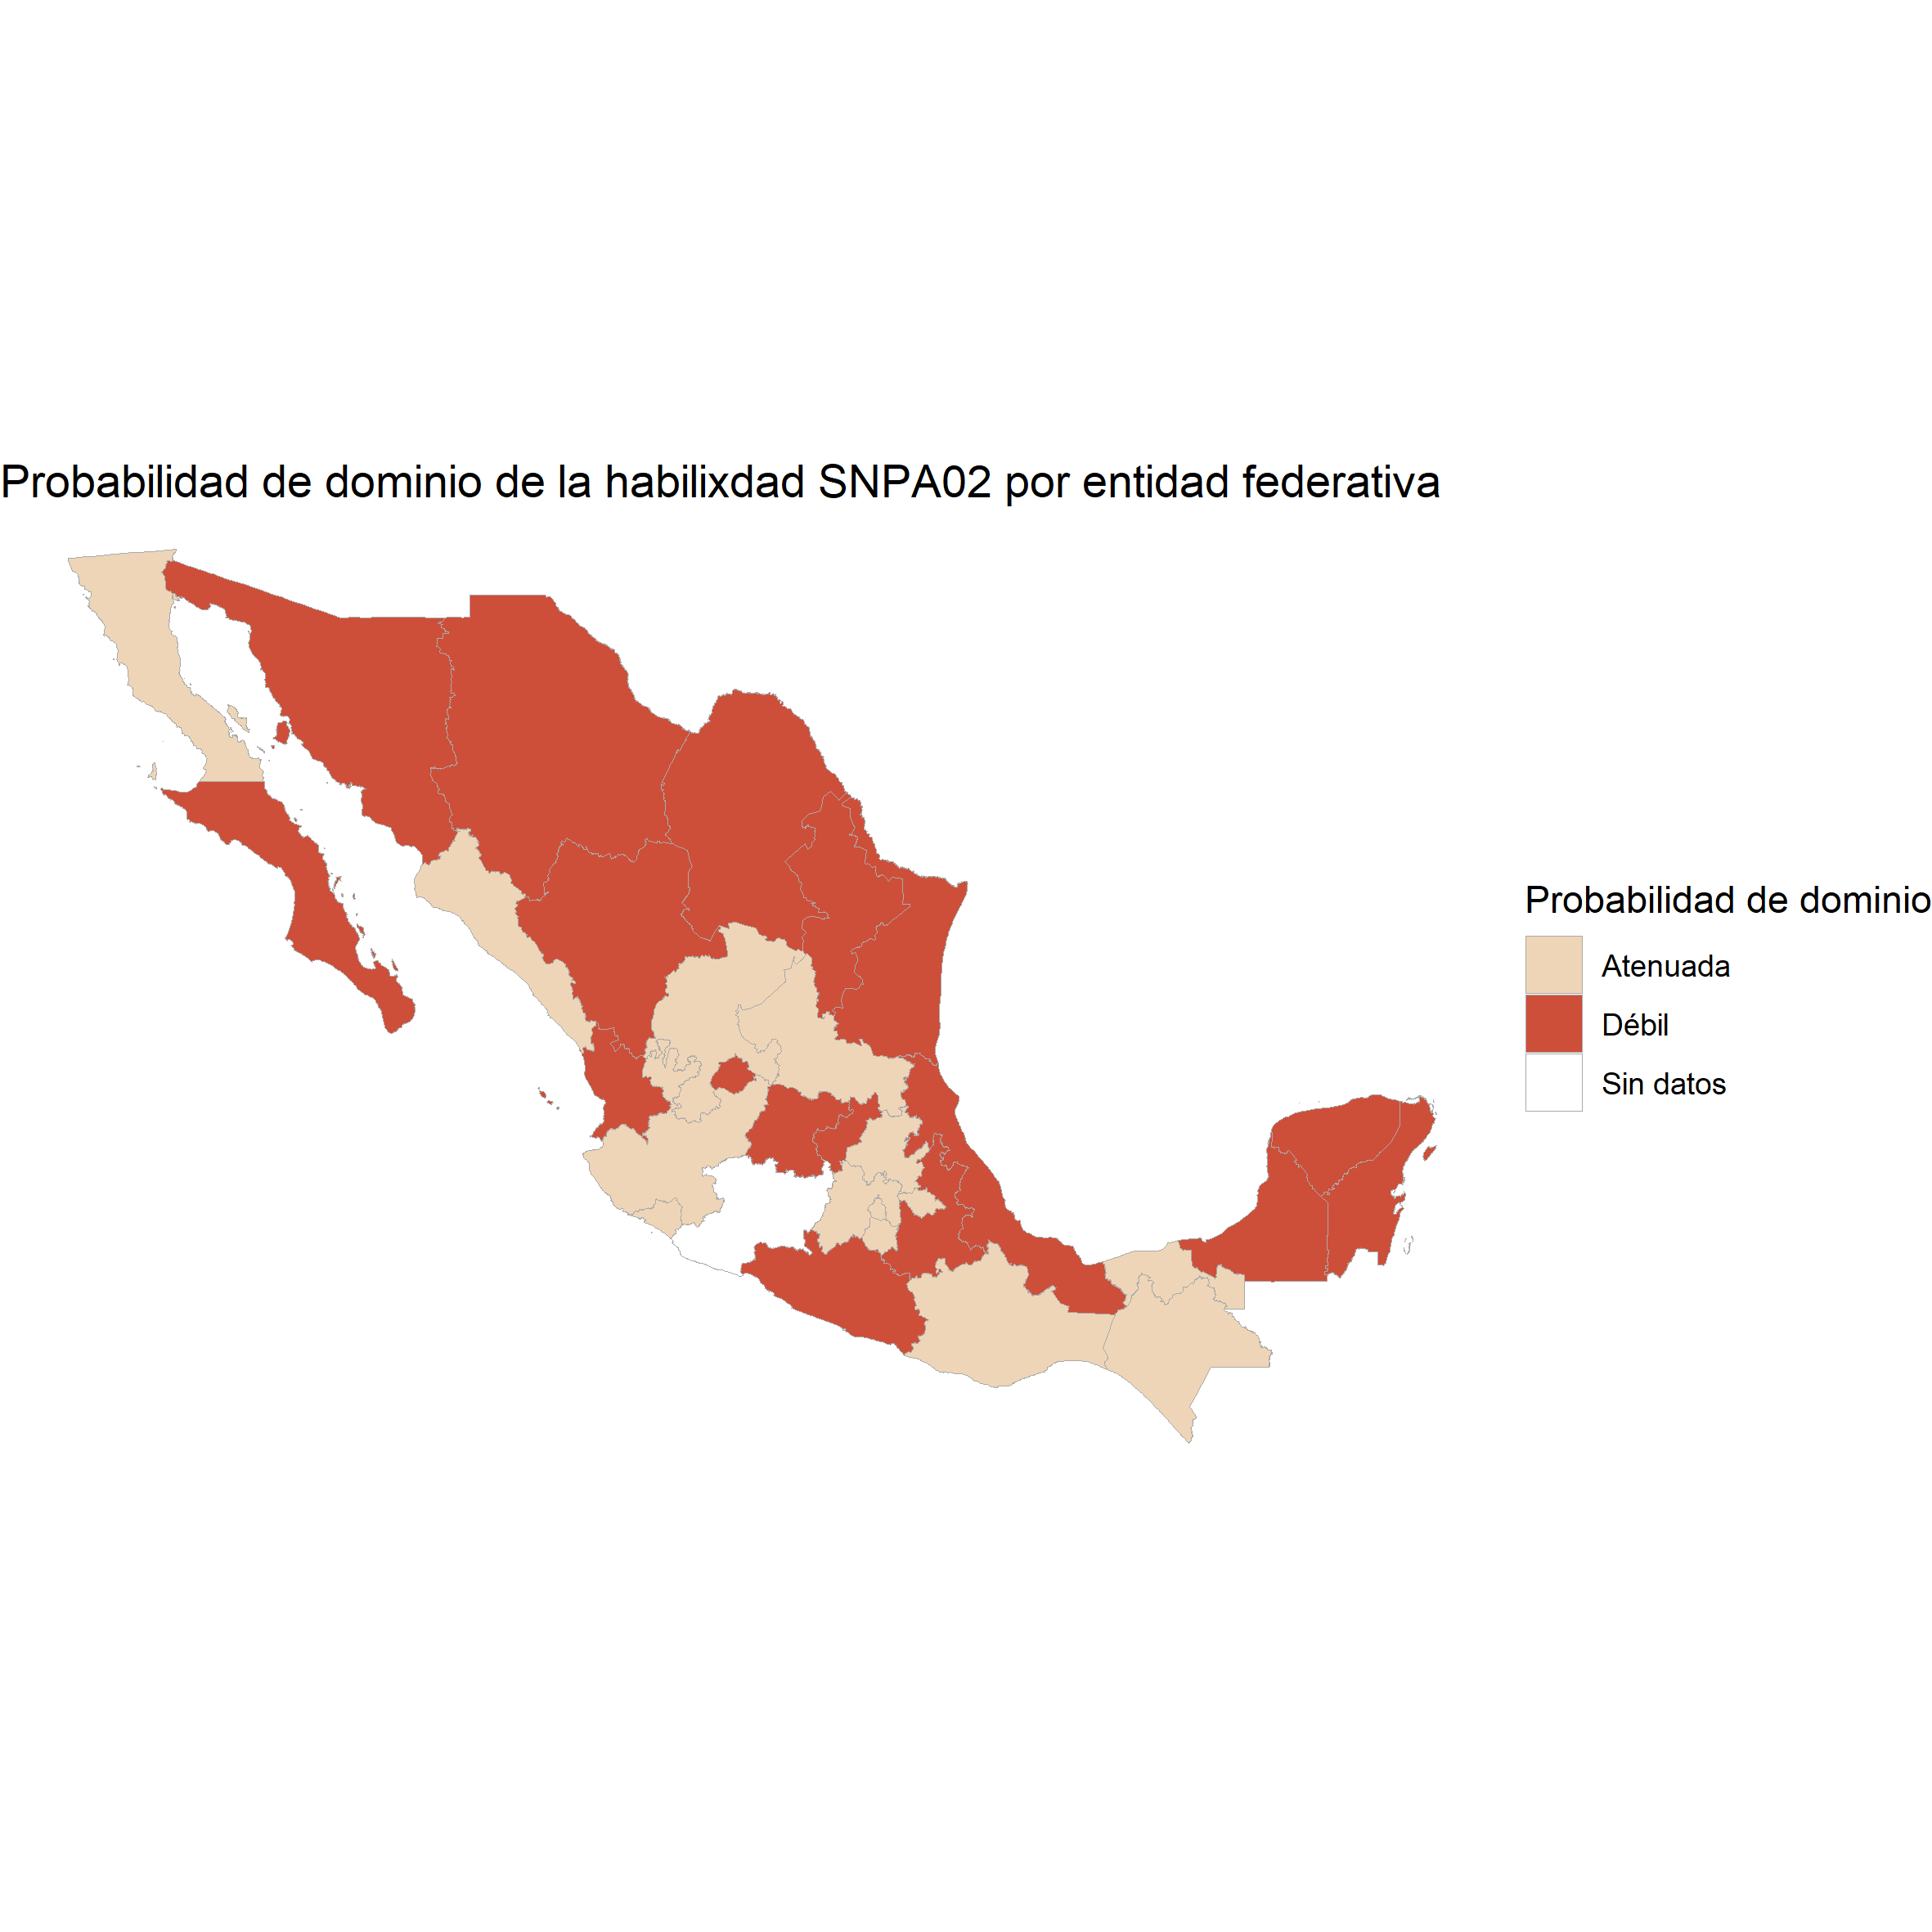 Probabilidad de dominio de la habilixdad SNPA02 por entidad federativa
Probabilidad de dominio
Atenuada
Débil
Sin datos